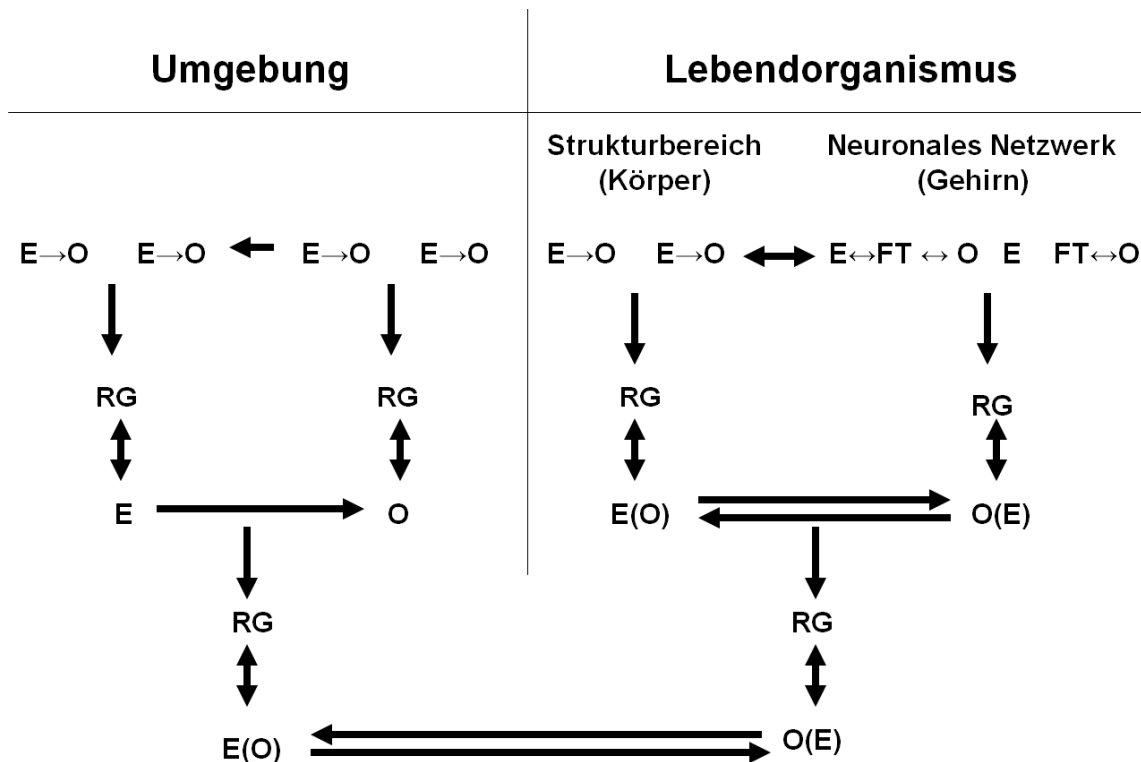 Umgebung
Lebendorganismus
Strukturbereich
(Körper)
Neuronales Netzwerk
(Gehirn)
E→O E→O E→O E→O
E→O E→O E↔FT ↔ O E FT↔O
RG RG RG RG
E O E(O) O(E)
RG RG
E(O) O(E)